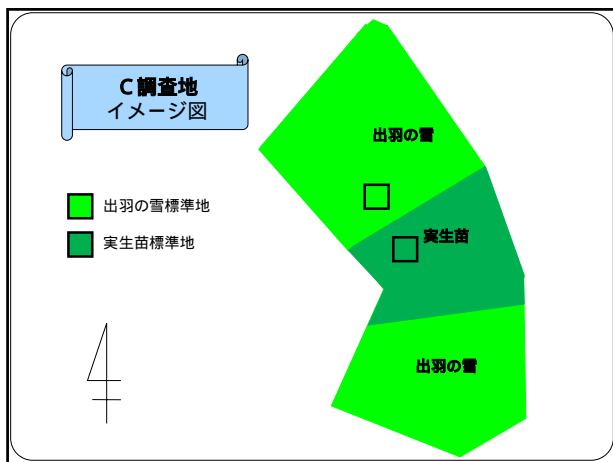 C調査地
イメージ図
出羽の雪
出羽の雪標準地
実生苗
実生苗標準地
出羽の雪